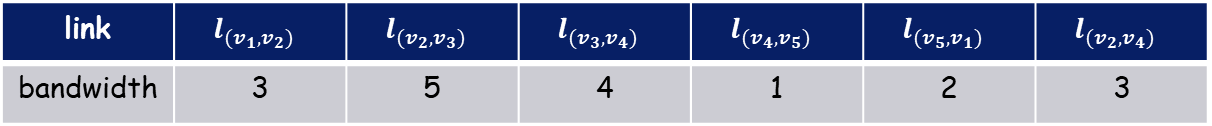 link l(v1,v2) l(v2,v3) l(v3,v4) l(v4,v5) l(v5,v1) l(v2,v4)
bandwidth 3 5 4 1 2 3